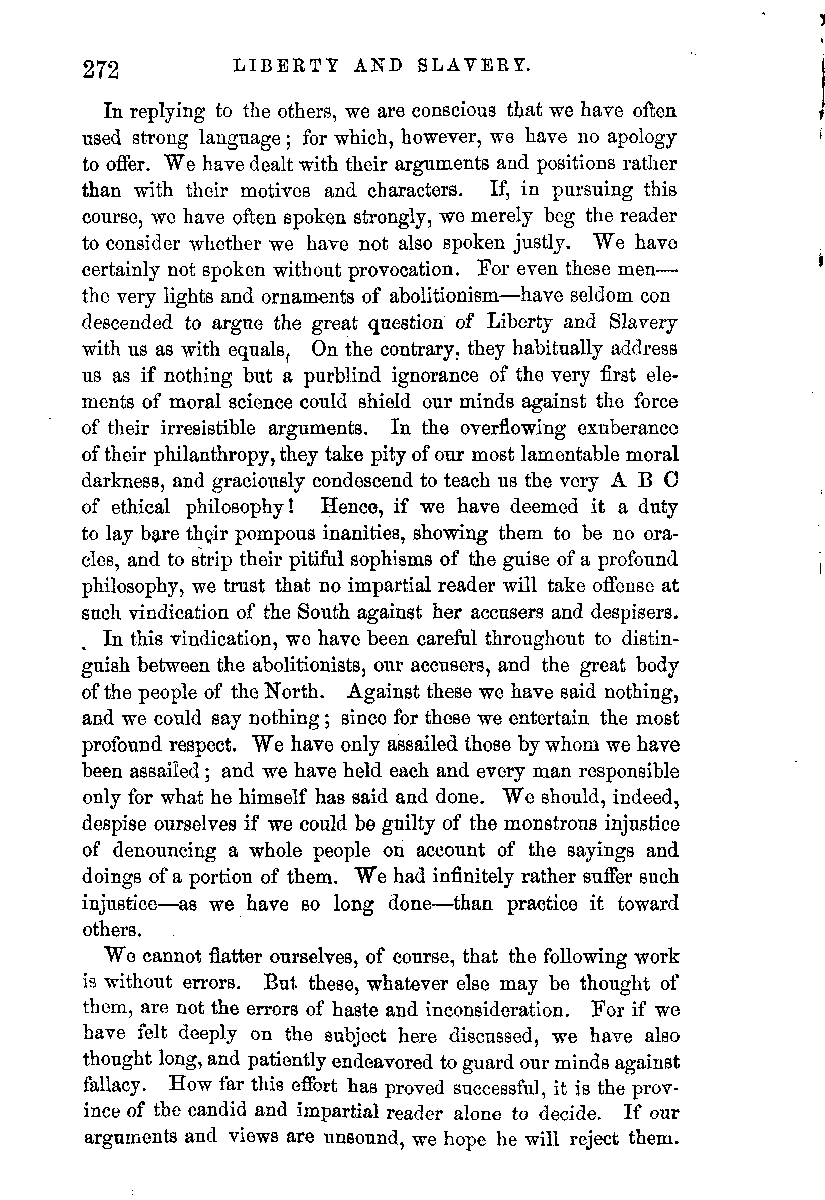 272 LIBERTY AND SLAVERY.
In replying to the others, we are conscious that we have often
used strong language; for which, however, we have no apology
to offer. We have dealt with their arguments and positions rather
than with their motives and characters. If, in pursuing this
course, we have often spoken strongly, we merely beg the reader
to consider whether we have not also spoken justly. We have
certainly not spoken without provocation. For even these men—
the very lights and ornaments of abolitionism—have seldom con
descended to argue the great question of Liberty and Slavery
with us as with equals. On the contrary, they habitually address
us as if nothing but a purblind ignorance of the very first ele-
ments of moral science could shield our minds against the force
of their irresistible arguments. In the overflowing exuberance
of their philanthropy, they take pity of our most lamentable moral
darkness, and graciously condescend to teach us the very A B C
of ethical philosophy! Hence, if we have deemed it a duty
to lay bare their pompous inanities, showing them to be no ora-
cles, and to strip their pitiful sophisms of the guise of a profound
philosophy, we trust that no impartial reader will take offense at
such vindication of the South against her accusers and despisers.
In this vindication, we have been careful throughout to distin-
guish between the abolitionists, our accusers, and the great body
of the people of the North. Against these we have said nothing,
and we could say nothing; since for these we entertain the most
profound respect. We have only assailed those by whom we have
been assailed; and we have held each and every man responsible
only for what he himself has said and done. We should, indeed,
despise ourselves if we could be guilty of the monstrous injustice
of denouncing a whole people on account of the sayings and
doings of a portion of them. We had infinitely rather suffer such
injustice—as we have so long done—than practice it toward
others.
We cannot flatter ourselves, of course, that the following work
is without errors. But these, whatever else may be thought of
them, are not the errors of haste and inconsideration. For if we
have felt deeply on the subject here discussed, we have also
thought long, and patiently endeavored to guard our minds against
fallacy. How far this effort has proved successful, it is the prov-
ince of the candid and impartial reader alone to decide. If our
arguments and views are unsound, we hope he will reject them.